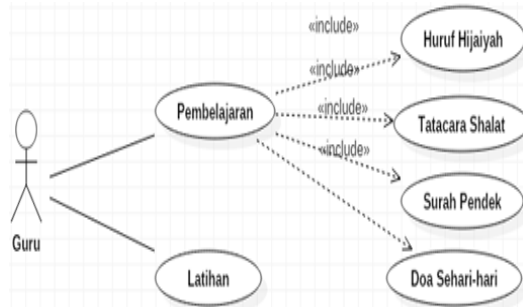 «include»
Huruf Hijaiyah
«include»
Pembelajaran
«include»
Tatacara Shalat
«include»
Surah Pendek
Guru
Latihan
Doa Sehari-hari